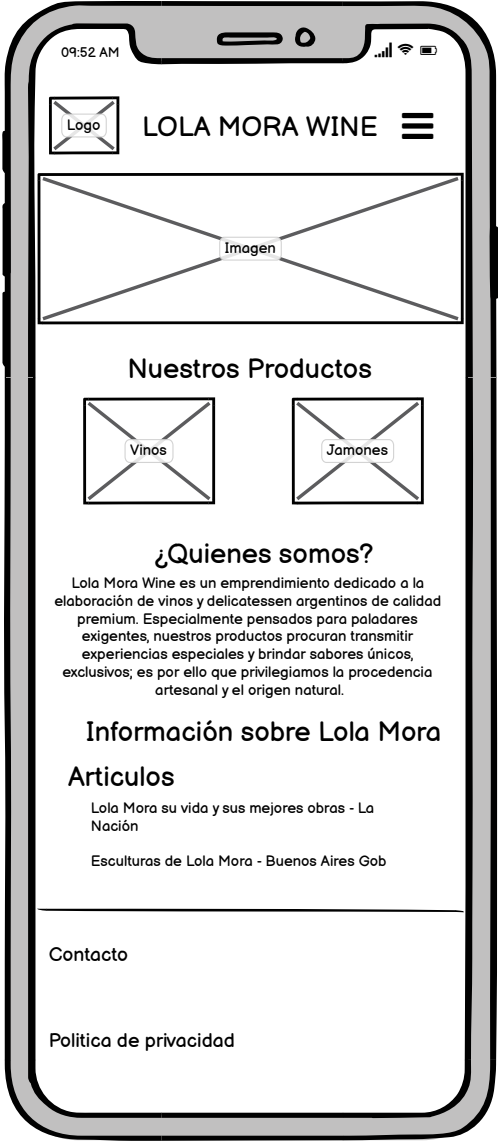 09:52 AM
Logo
LOLA MORA WINE
Imagen
Nuestros Productos
Vinos
Jamones
¿Quienes somos?
Lola Mora Wine es un emprendimiento dedicado a la
elaboración de vinos y delicatessen argentinos de calidad
premium. Especialmente pensados para paladares
exigentes, nuestros productos procuran transmitir
experiencias especiales y brindar sabores únicos,
exclusivos; es por ello que privilegiamos la procedencia
artesanal y el origen natural.
Información sobre Lola Mora
Articulos
Lola Mora su vida y sus mejores obras - La
Nación
Esculturas de Lola Mora - Buenos Aires Gob
Contacto
Politica de privacidad